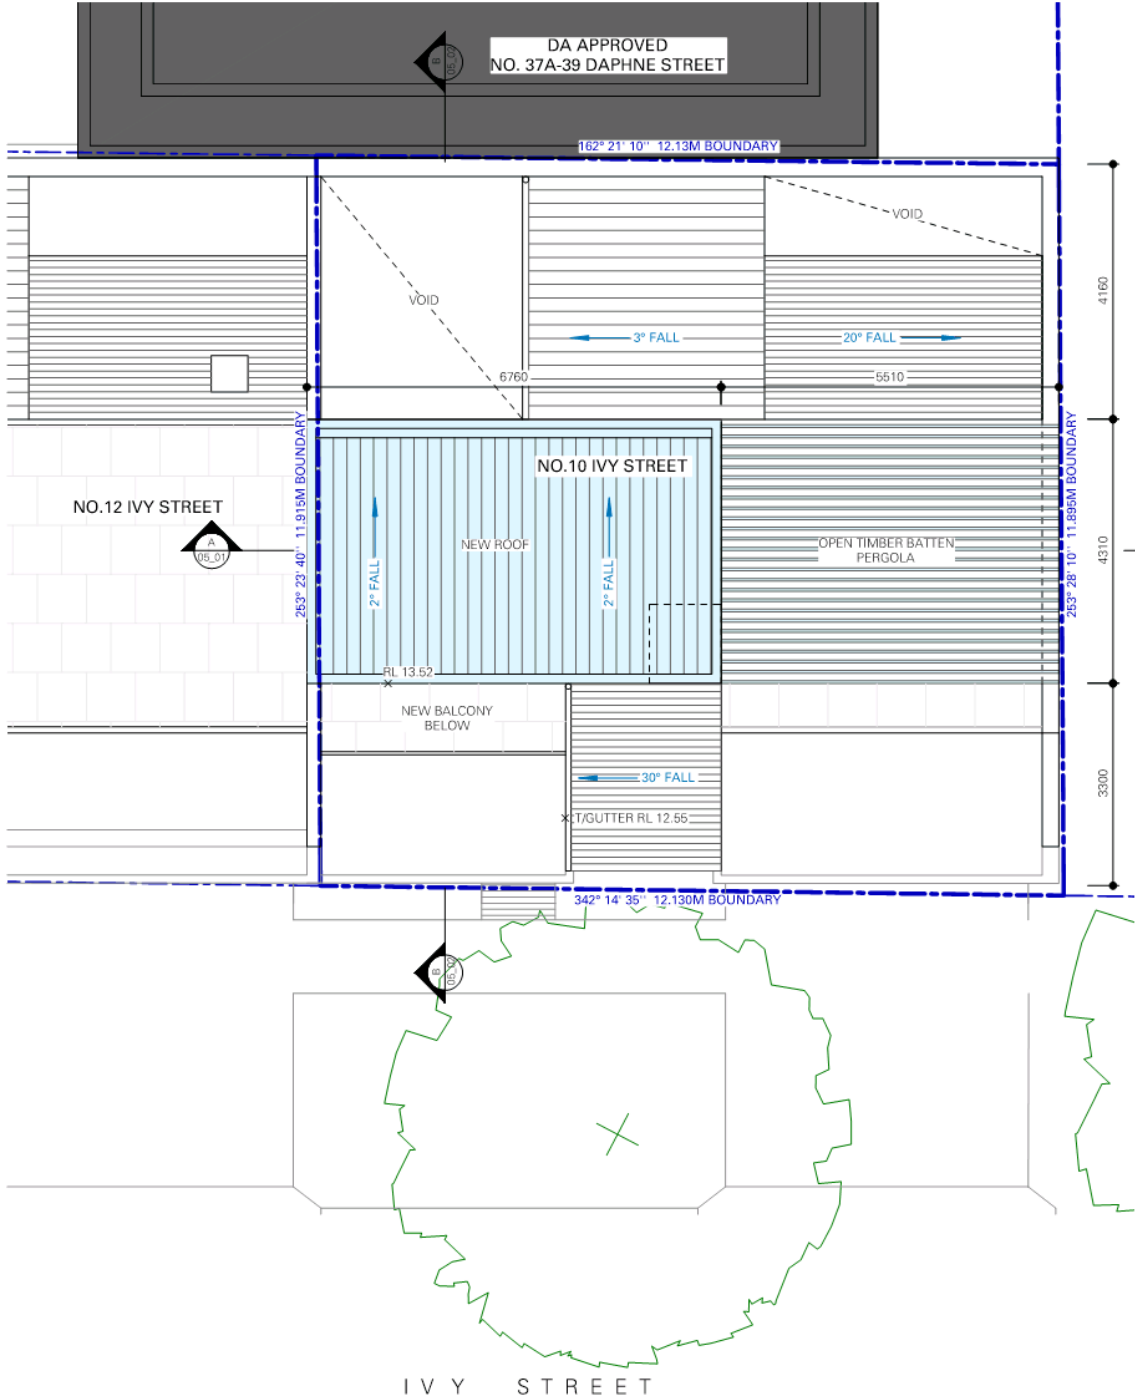 DA APPROVED
NO. 37A-39 DAPHNE STREET
B
05_02
162° 21' 10"  12.13M BOUNDARY
VOID
VOID
4160
3° FALL
20° FALL
6760
5510
253° 23' 40"  11.915M BOUNDARY
253° 28' 10"  11.895M BOUNDARY
NO.10 IVY STREET
NO.12 IVY STREET
A
05_01
NEW ROOF
OPEN TIMBER BATTEN
PERGOLA
4310
2° FALL
2° FALL
RL 13.52
NEW BALCONY
BELOW
30° FALL
3300
T/GUTTER RL 12.55
342° 14' 35"  12.130M BOUNDARY
B
05_02
IVY STREET